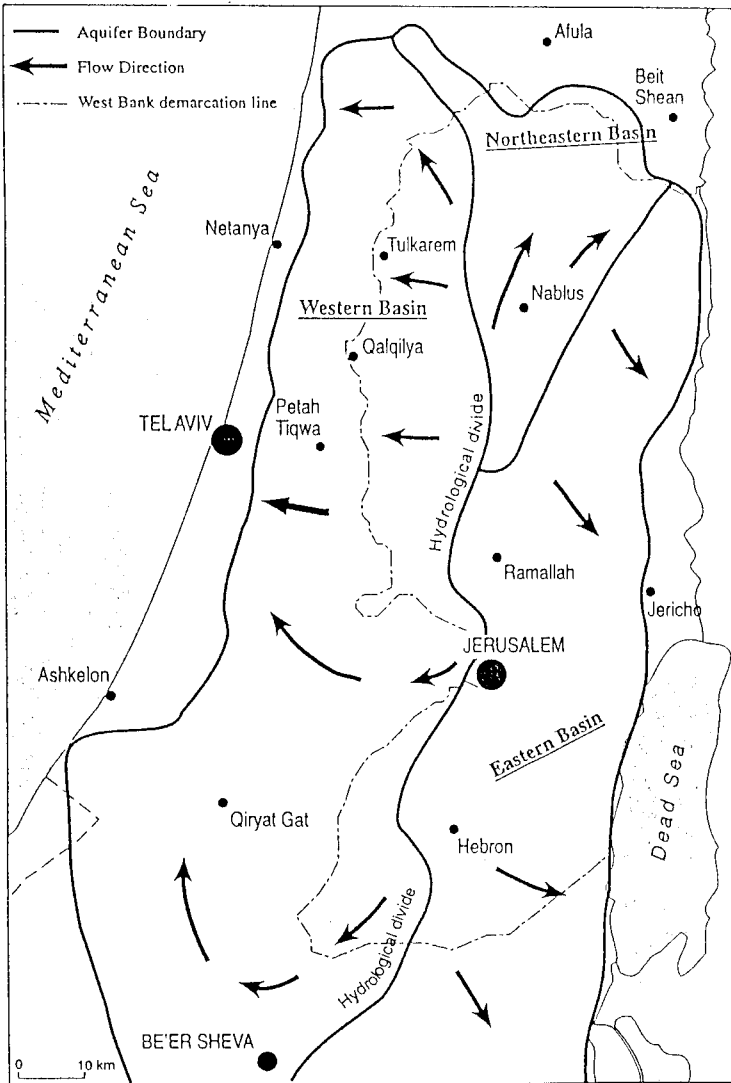 Aquifer Boundary
Flow Direction
West Bank demarcation line
Afula
Beit
Shean
Northeastern Basin
Mediterranean Sea
Netanya
Tulkarem
Nablus
Western Basin
Qalqilya
Petah
Tiqwa
TEL AVIV
Hydrological divide
Ramallah
Jericho
JERUSALEM
Ashkelon
Eastern Basin
Dead Sea
Qiryat Gat
Hebron
Hydrological divide
BE'ER SHEVA
0 10 km